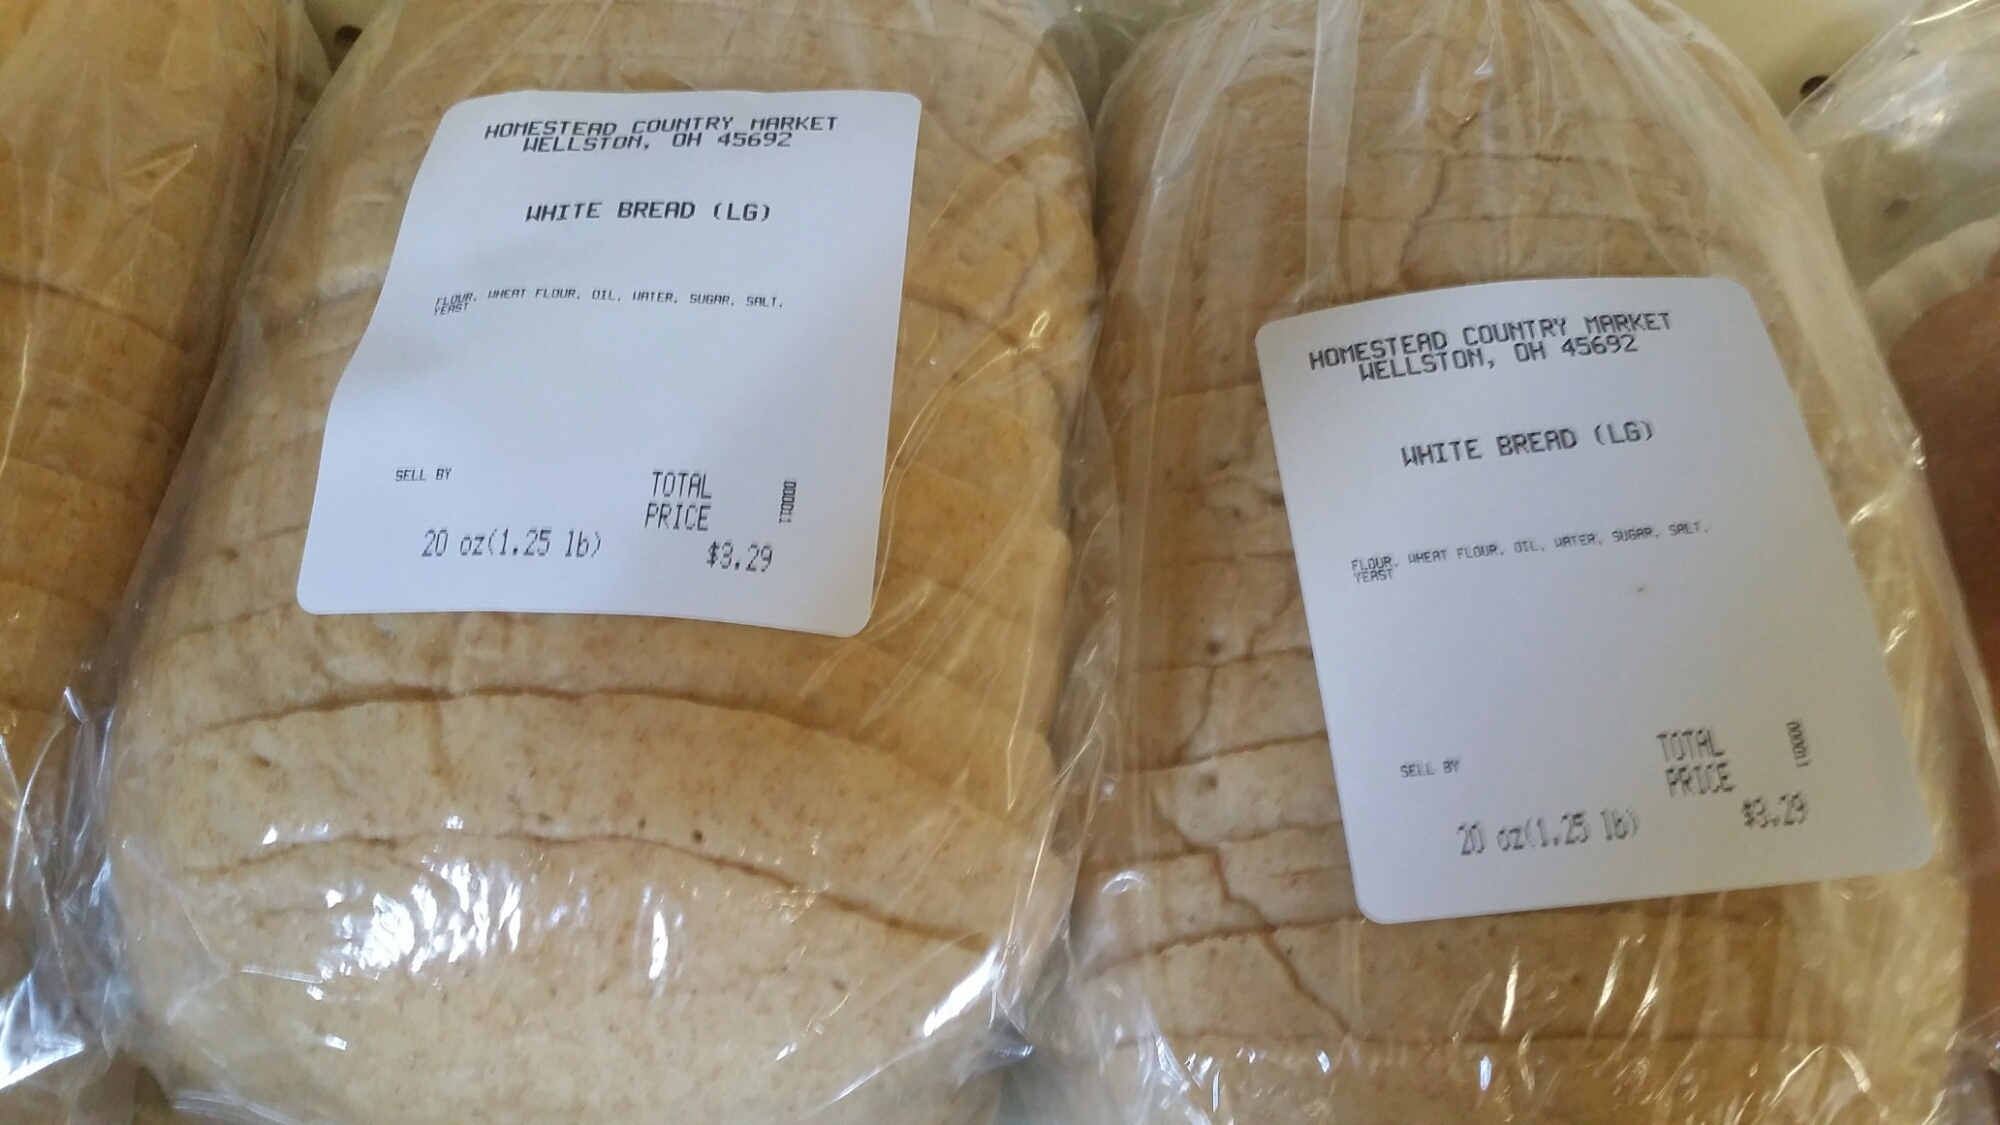 HOMESTEAD COUNTRY MARKET
WELLSTON, OH 45692
WHITE BREAD (LG)
FLOUR, WHEAT FLOUR, OIL, WATER, SUGAR, SALT,
YEAST
SELL BY
TOTAL
PRICE
000011
20 oz(1.25 lb)
$3.29
HOMESTEAD COUNTRY MARKET
WELLSTON, OH 45692
WHITE BREAD (LG)
FLOUR, WHEAT FLOUR, OIL, WATER, SUGAR, SALT,
YEAST
SELL BY
TOTAL
PRICE
000011
20 oz(1.25 lb)
$3.29